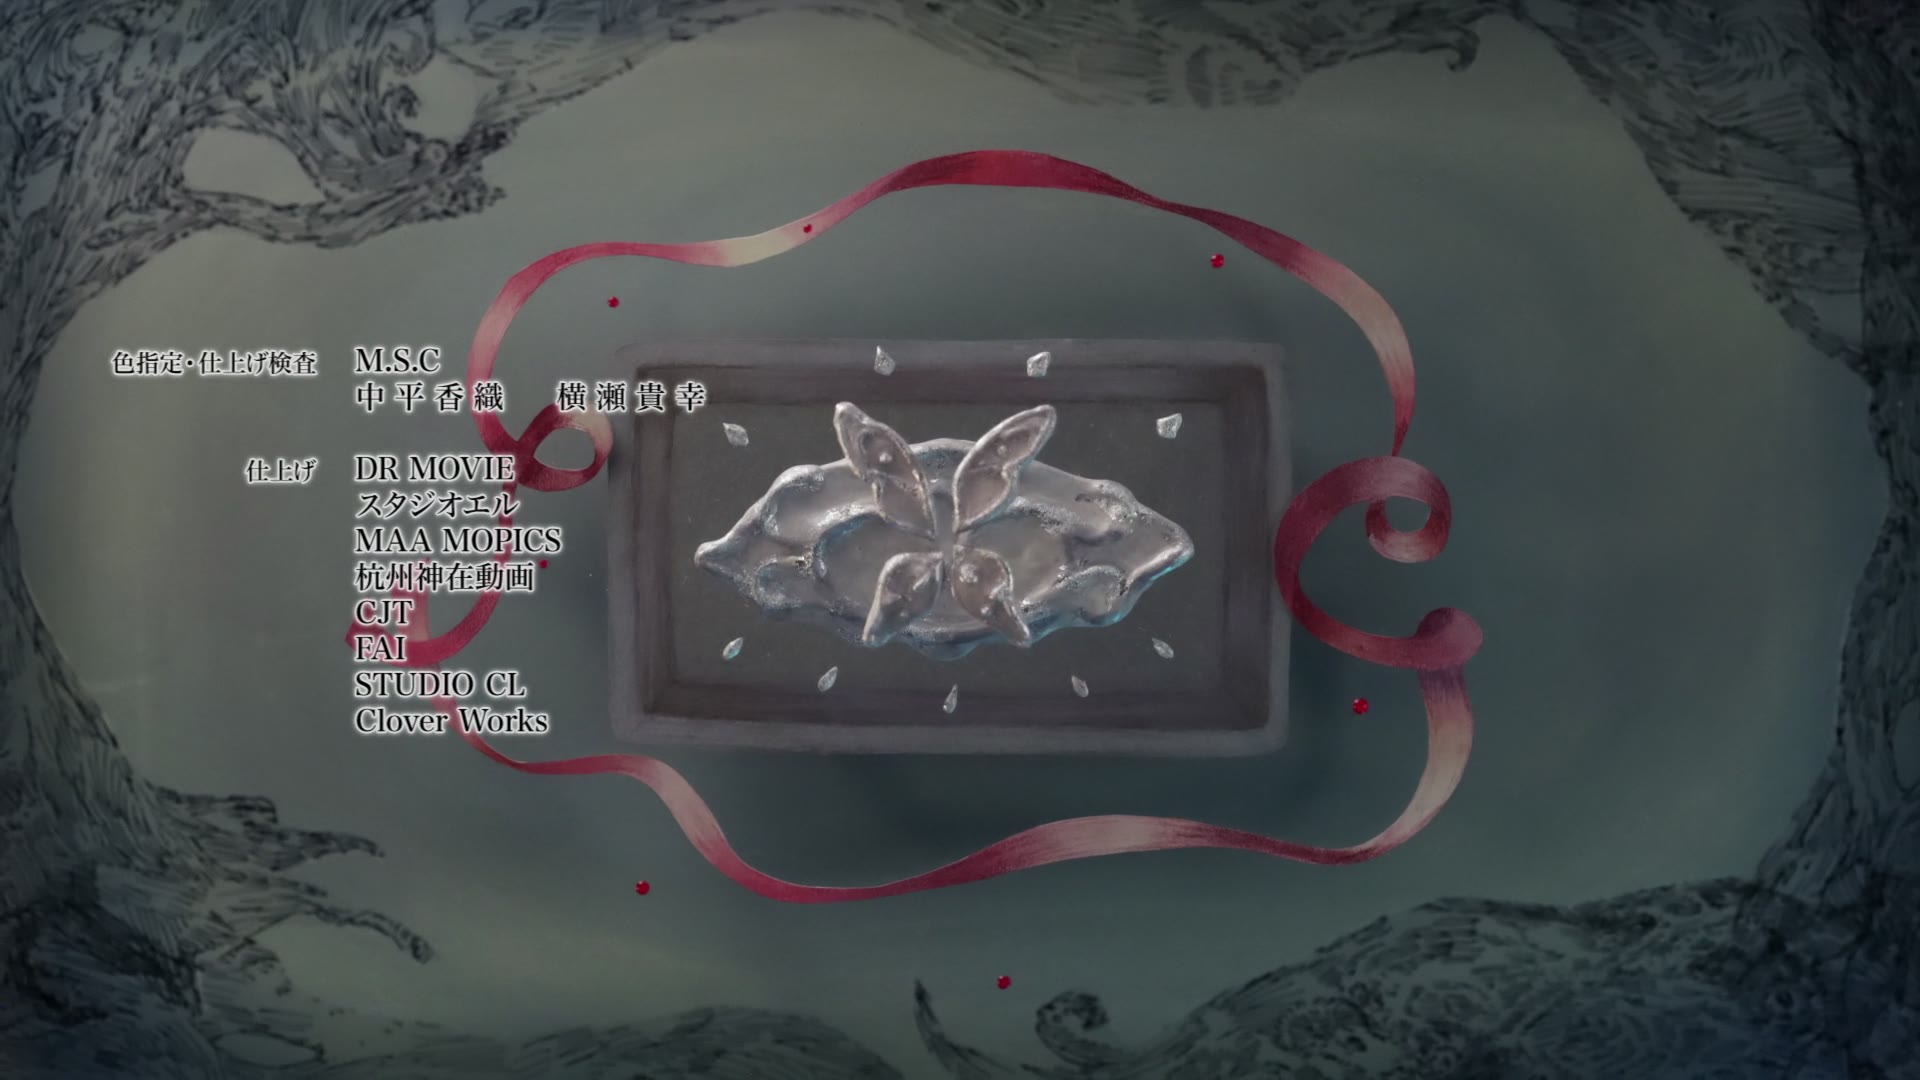 色指定・仕上げ検査 M.S.C
中平香織 横瀬貴幸
仕上げ DR MOVIE
スタジオエル
MAA MOPICS
杭州神在動画
CJT
FAI
STUDIO CL
Clover Works